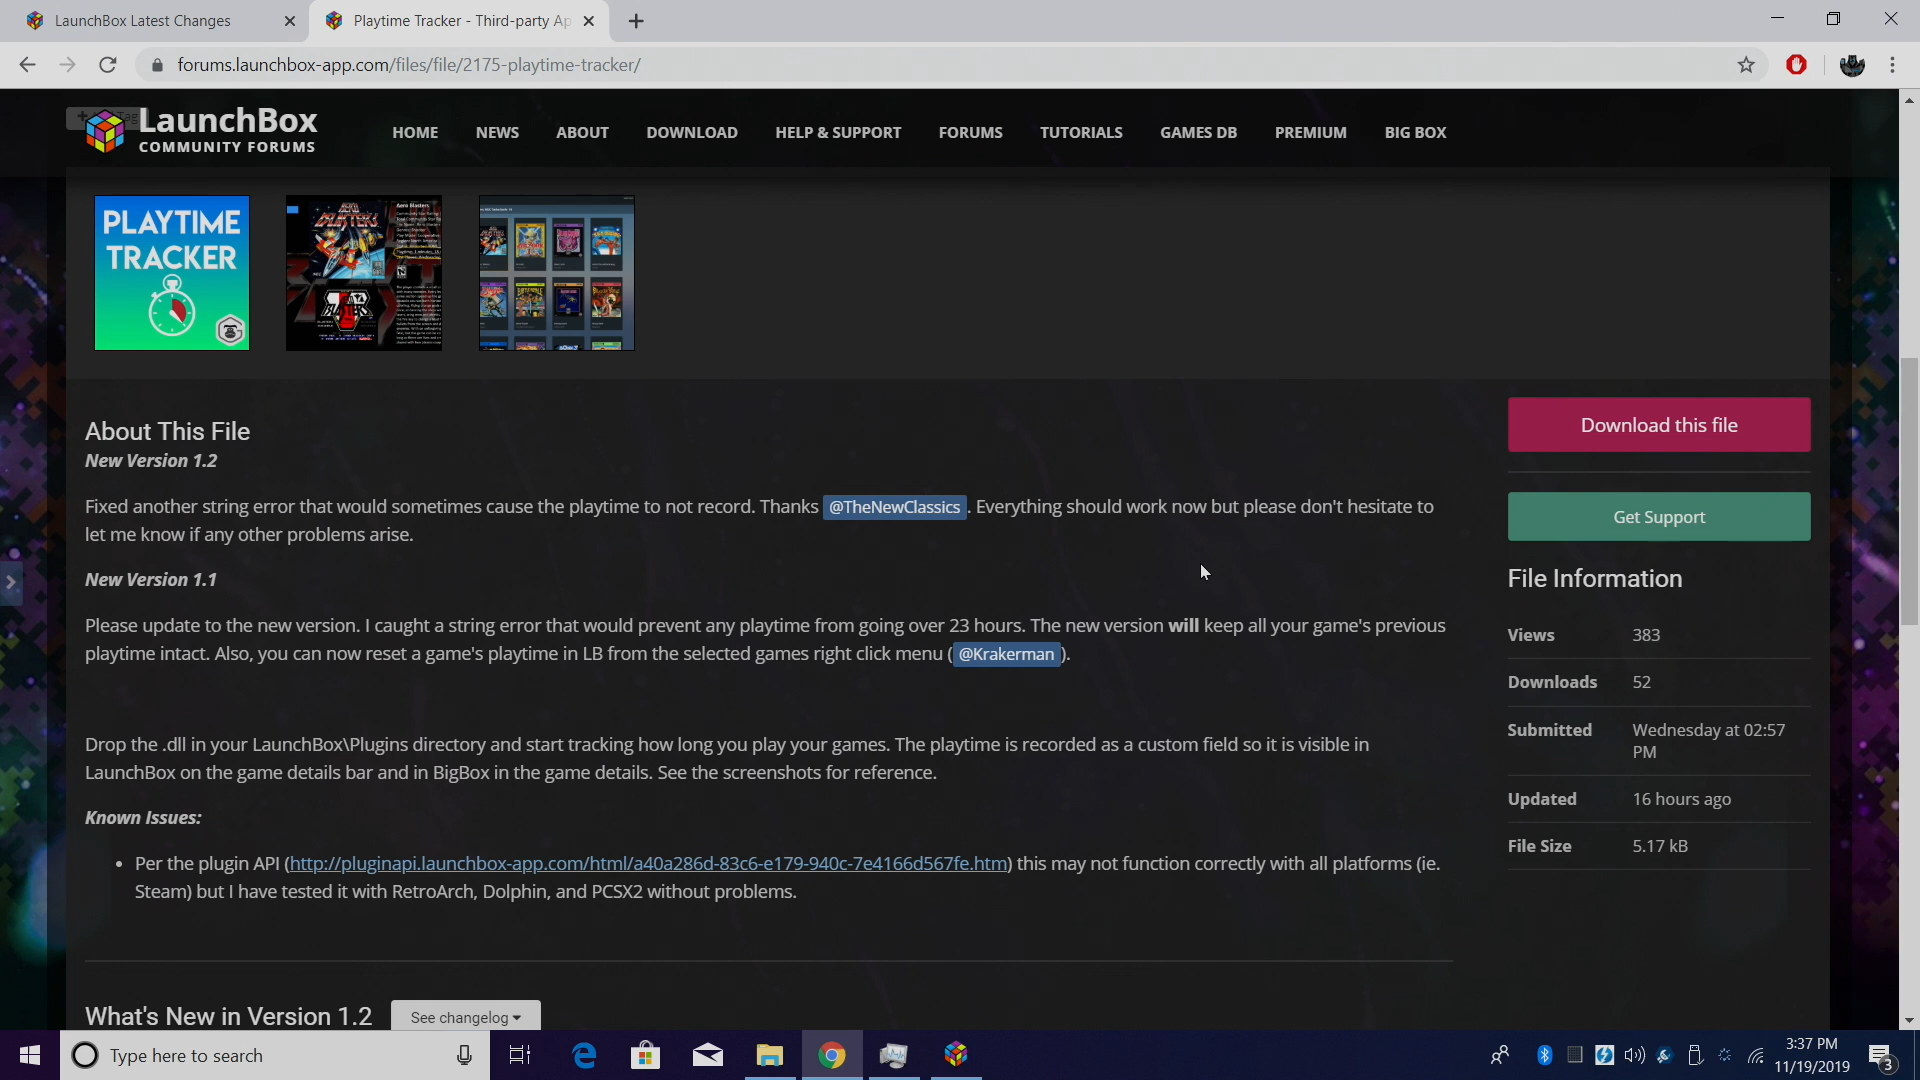 LaunchBox Latest Changes
Playtime Tracker - Third-party Ap
forums.launchbox-app.com/files/file/2175-playtime-tracker/
LaunchBox
COMMUNITY FORUMS
HOME NEWS ABOUT DOWNLOAD HELP & SUPPORT FORUMS TUTORIALS GAMES DB PREMIUM BIG BOX
PLAYTIME
TRACKER
Aero Blasters
About This File
New Version 1.2
Fixed another string error that would sometimes cause the playtime to not record. Thanks @TheNewClassics . Everything should work now but please don't hesitate to
let me know if any other problems arise.
New Version 1.1
Please update to the new version. I caught a string error that would prevent any playtime from going over 23 hours. The new version will keep all your game's previous
playtime intact. Also, you can now reset a game's playtime in LB from the selected games right click menu ( @Krakerman ).
Drop the .dll in your LaunchBox\Plugins directory and start tracking how long you play your games. The playtime is recorded as a custom field so it is visible in
LaunchBox on the game details bar and in BigBox in the game details. See the screenshots for reference.
Known Issues:
• Per the plugin API (http://pluginapi.launchbox-app.com/html/a40a286d-83c6-e179-940c-7e4166d567fe.htm) this may not function correctly with all platforms (ie.
Steam) but I have tested it with RetroArch, Dolphin, and PCSX2 without problems.
What's New in Version 1.2
See changelog
Download this file
Get Support
File Information
Views 383
Downloads 52
Submitted Wednesday at 02:57
PM
Updated 16 hours ago
File Size 5.17 kB
Type here to search
3:37 PM
11/19/2019
3